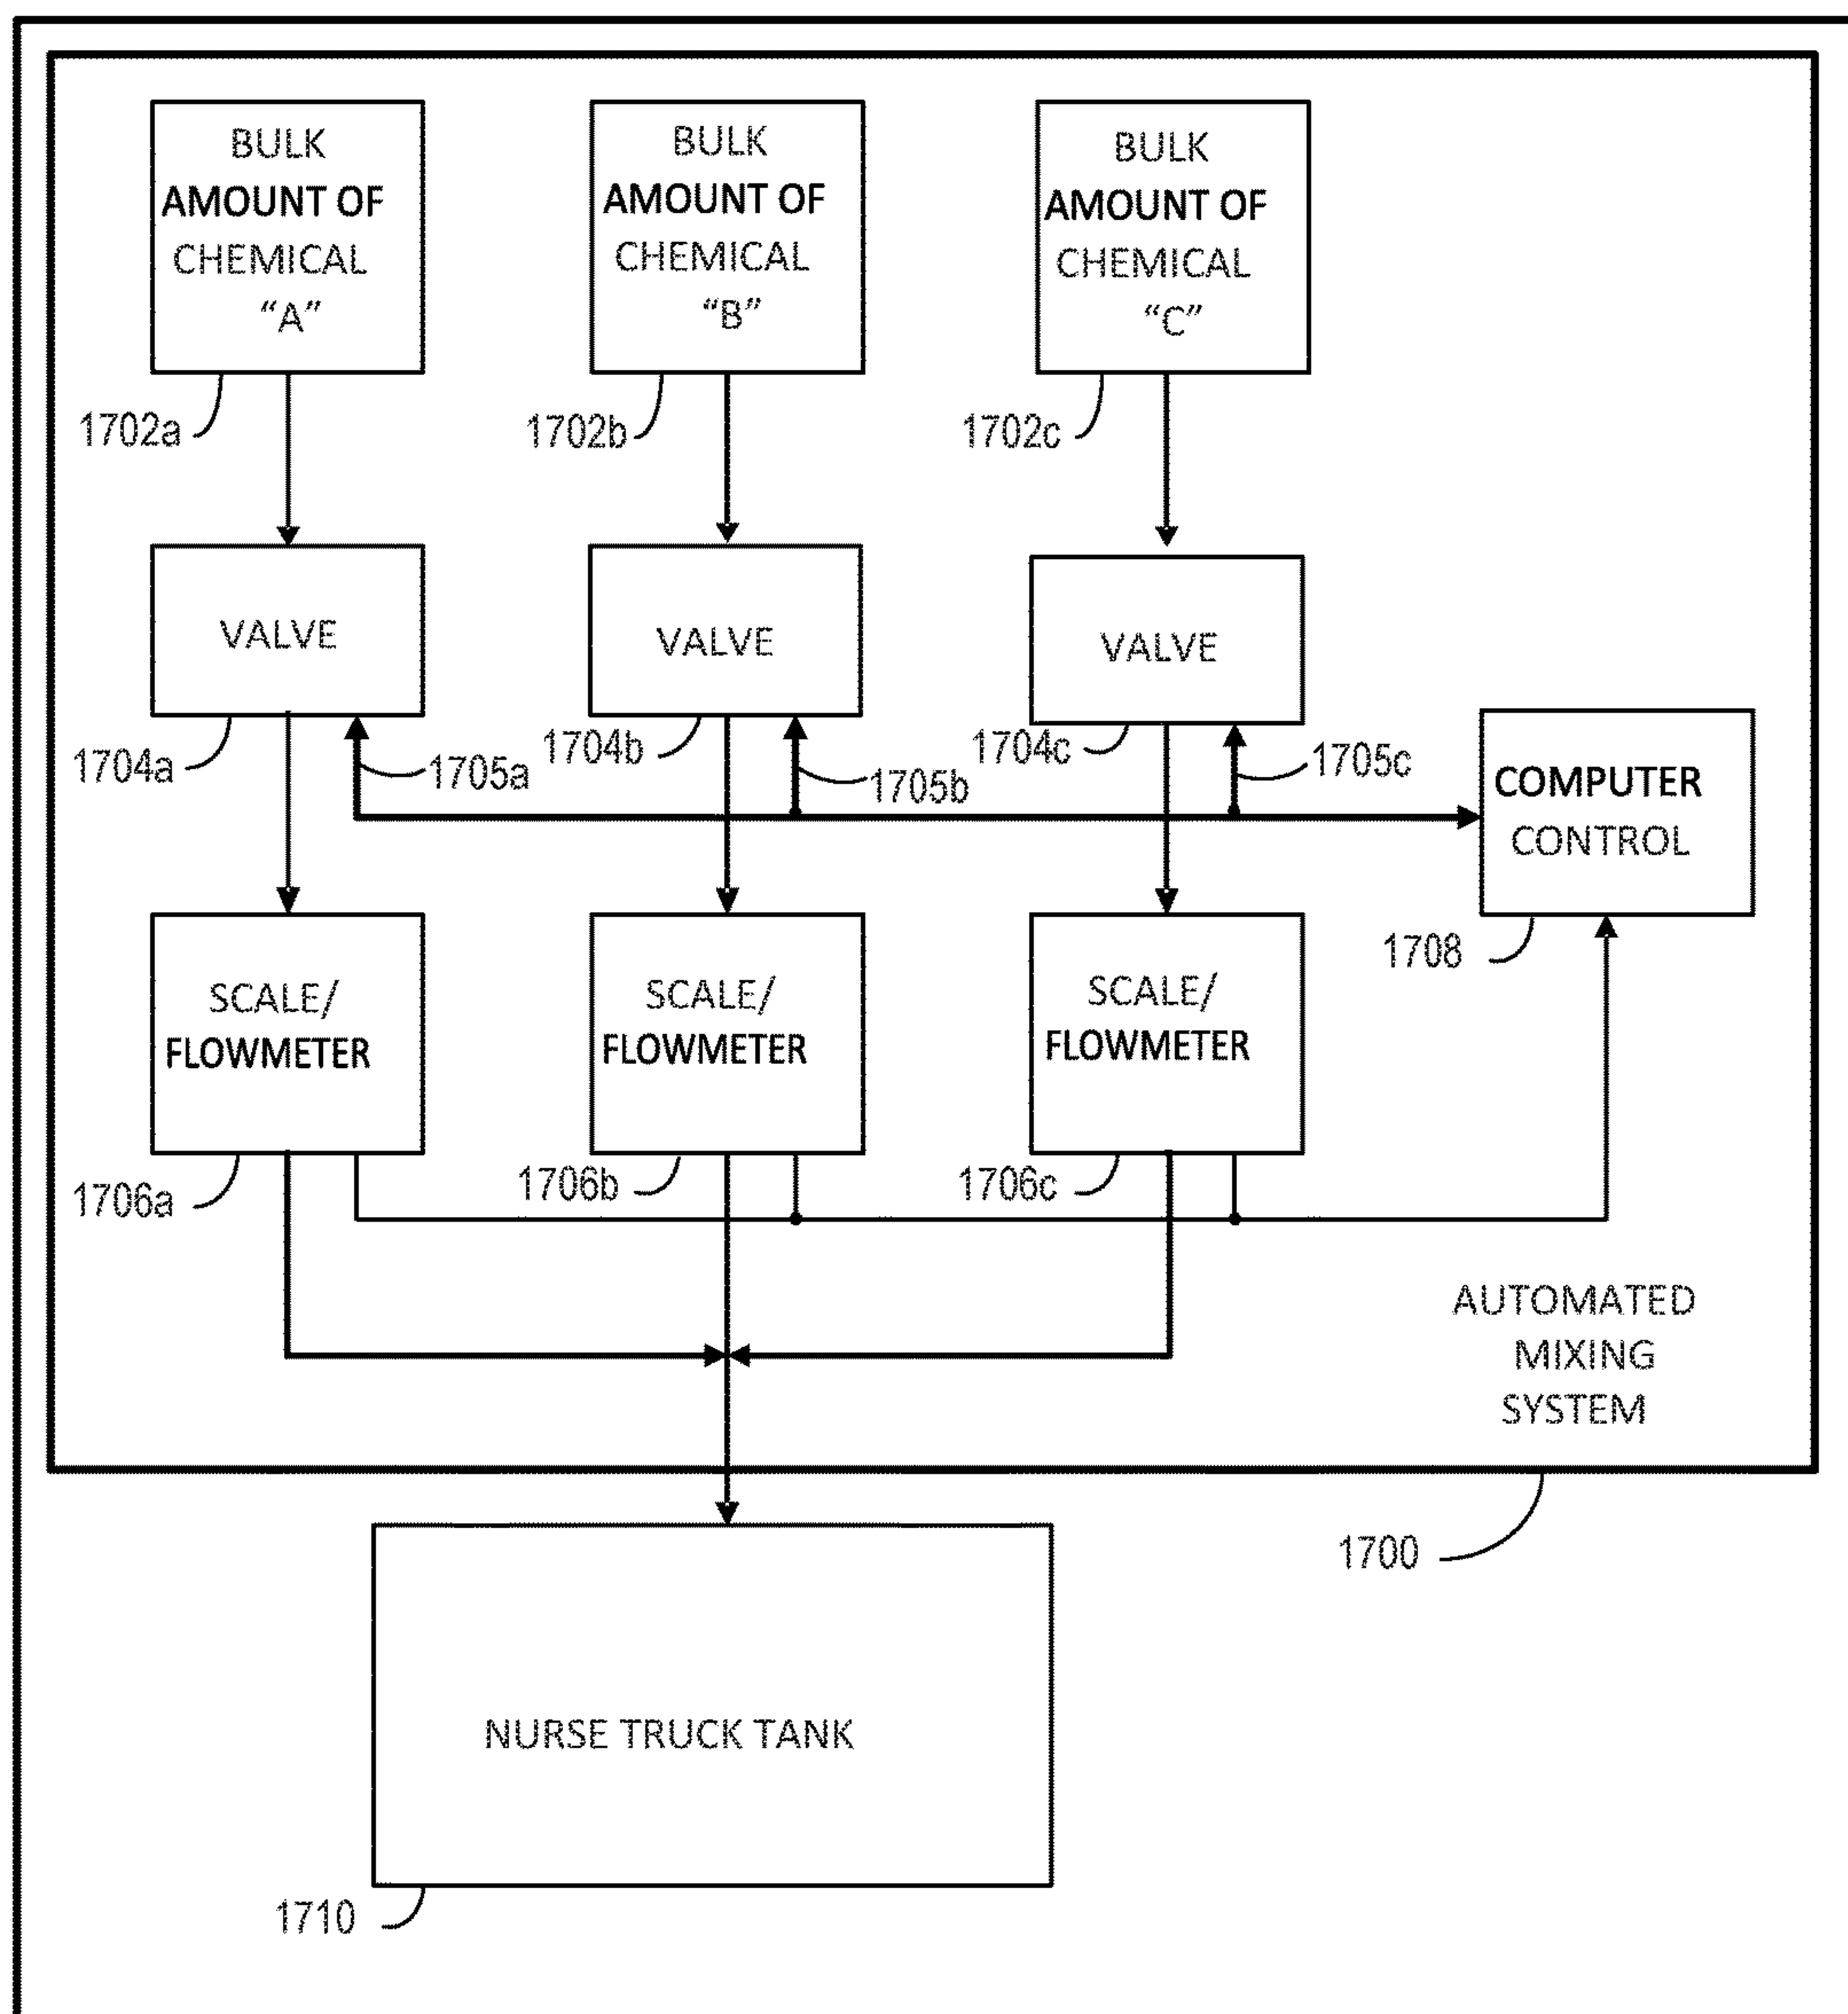 BULK
AMOUNT OF
CHEMICAL
“A”
BULK
AMOUNT OF
CHEMICAL
“B”
BULK
AMOUNT OF
CHEMICAL
“C”
1702a
1702b
1702c
VALVE
VALVE
VALVE
1704a
1705a
1704b
1705b
1704c
1705c
COMPUTER
CONTROL
1708
SCALE/
FLOWMETER
SCALE/
FLOWMETER
SCALE/
FLOWMETER
1706a
1706b
1706c
AUTOMATED
MIXING
SYSTEM
1700
NURSE TRUCK TANK
1710